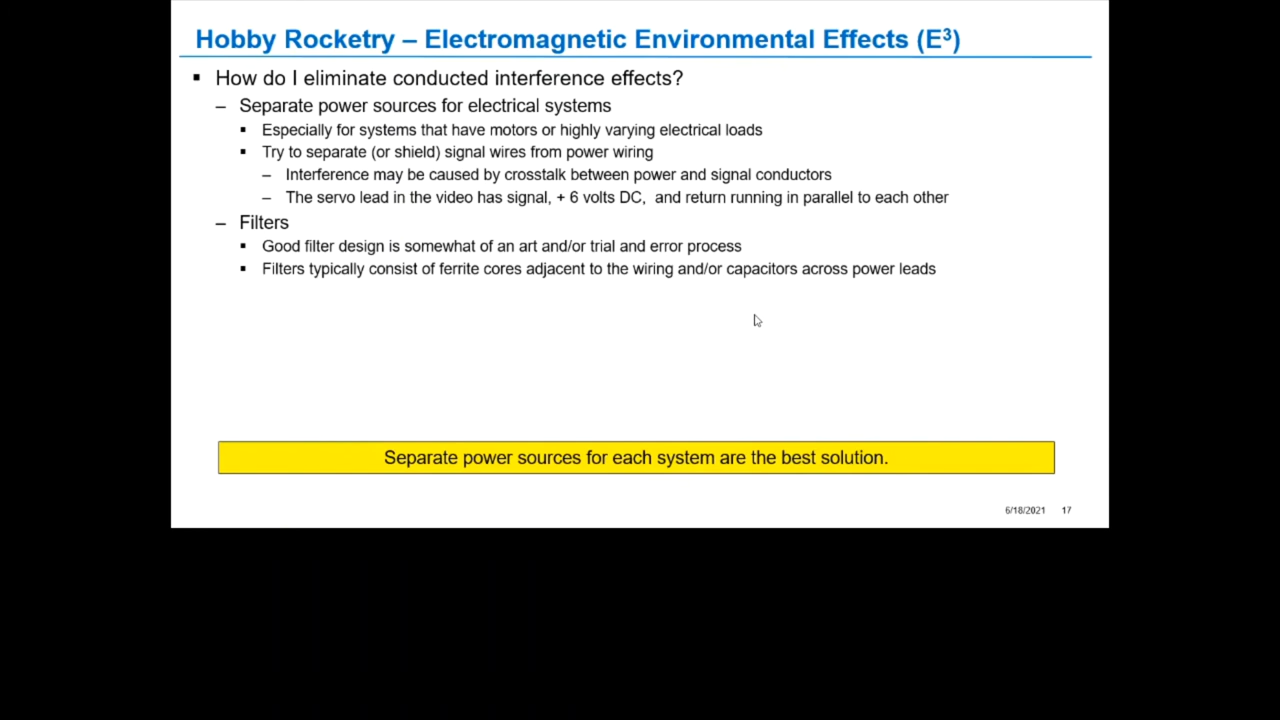 Hobby Rocketry – Electromagnetic Environmental Effects (E³)
▪ How do I eliminate conducted interference effects?
– Separate power sources for electrical systems
▪ Especially for systems that have motors or highly varying electrical loads
▪ Try to separate (or shield) signal wires from power wiring
– Interference may be caused by crosstalk between power and signal conductors
– The servo lead in the video has signal, + 6 volts DC, and return running in parallel to each other
– Filters
▪ Good filter design is somewhat of an art and/or trial and error process
▪ Filters typically consist of ferrite cores adjacent to the wiring and/or capacitors across power leads
Separate power sources for each system are the best solution.
6/18/2021 17